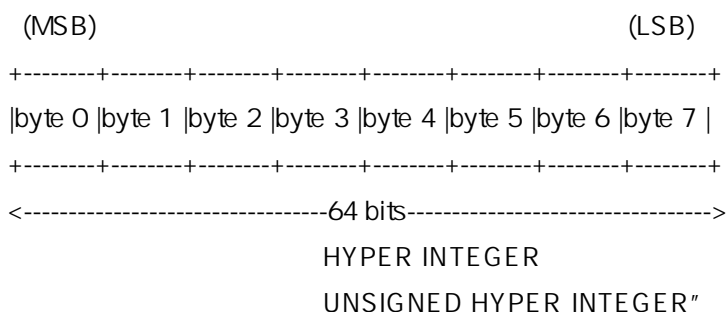 (MSB) (LSB)
+--------+--------+--------+--------+--------+--------+--------+--------+
|byte 0 |byte 1 |byte 2 |byte 3 |byte 4 |byte 5 |byte 6 |byte 7 |
+--------+--------+--------+--------+--------+--------+--------+--------+
<----------------------------------64 bits---------------------------------->
HYPER INTEGER
UNSIGNED HYPER INTEGER"